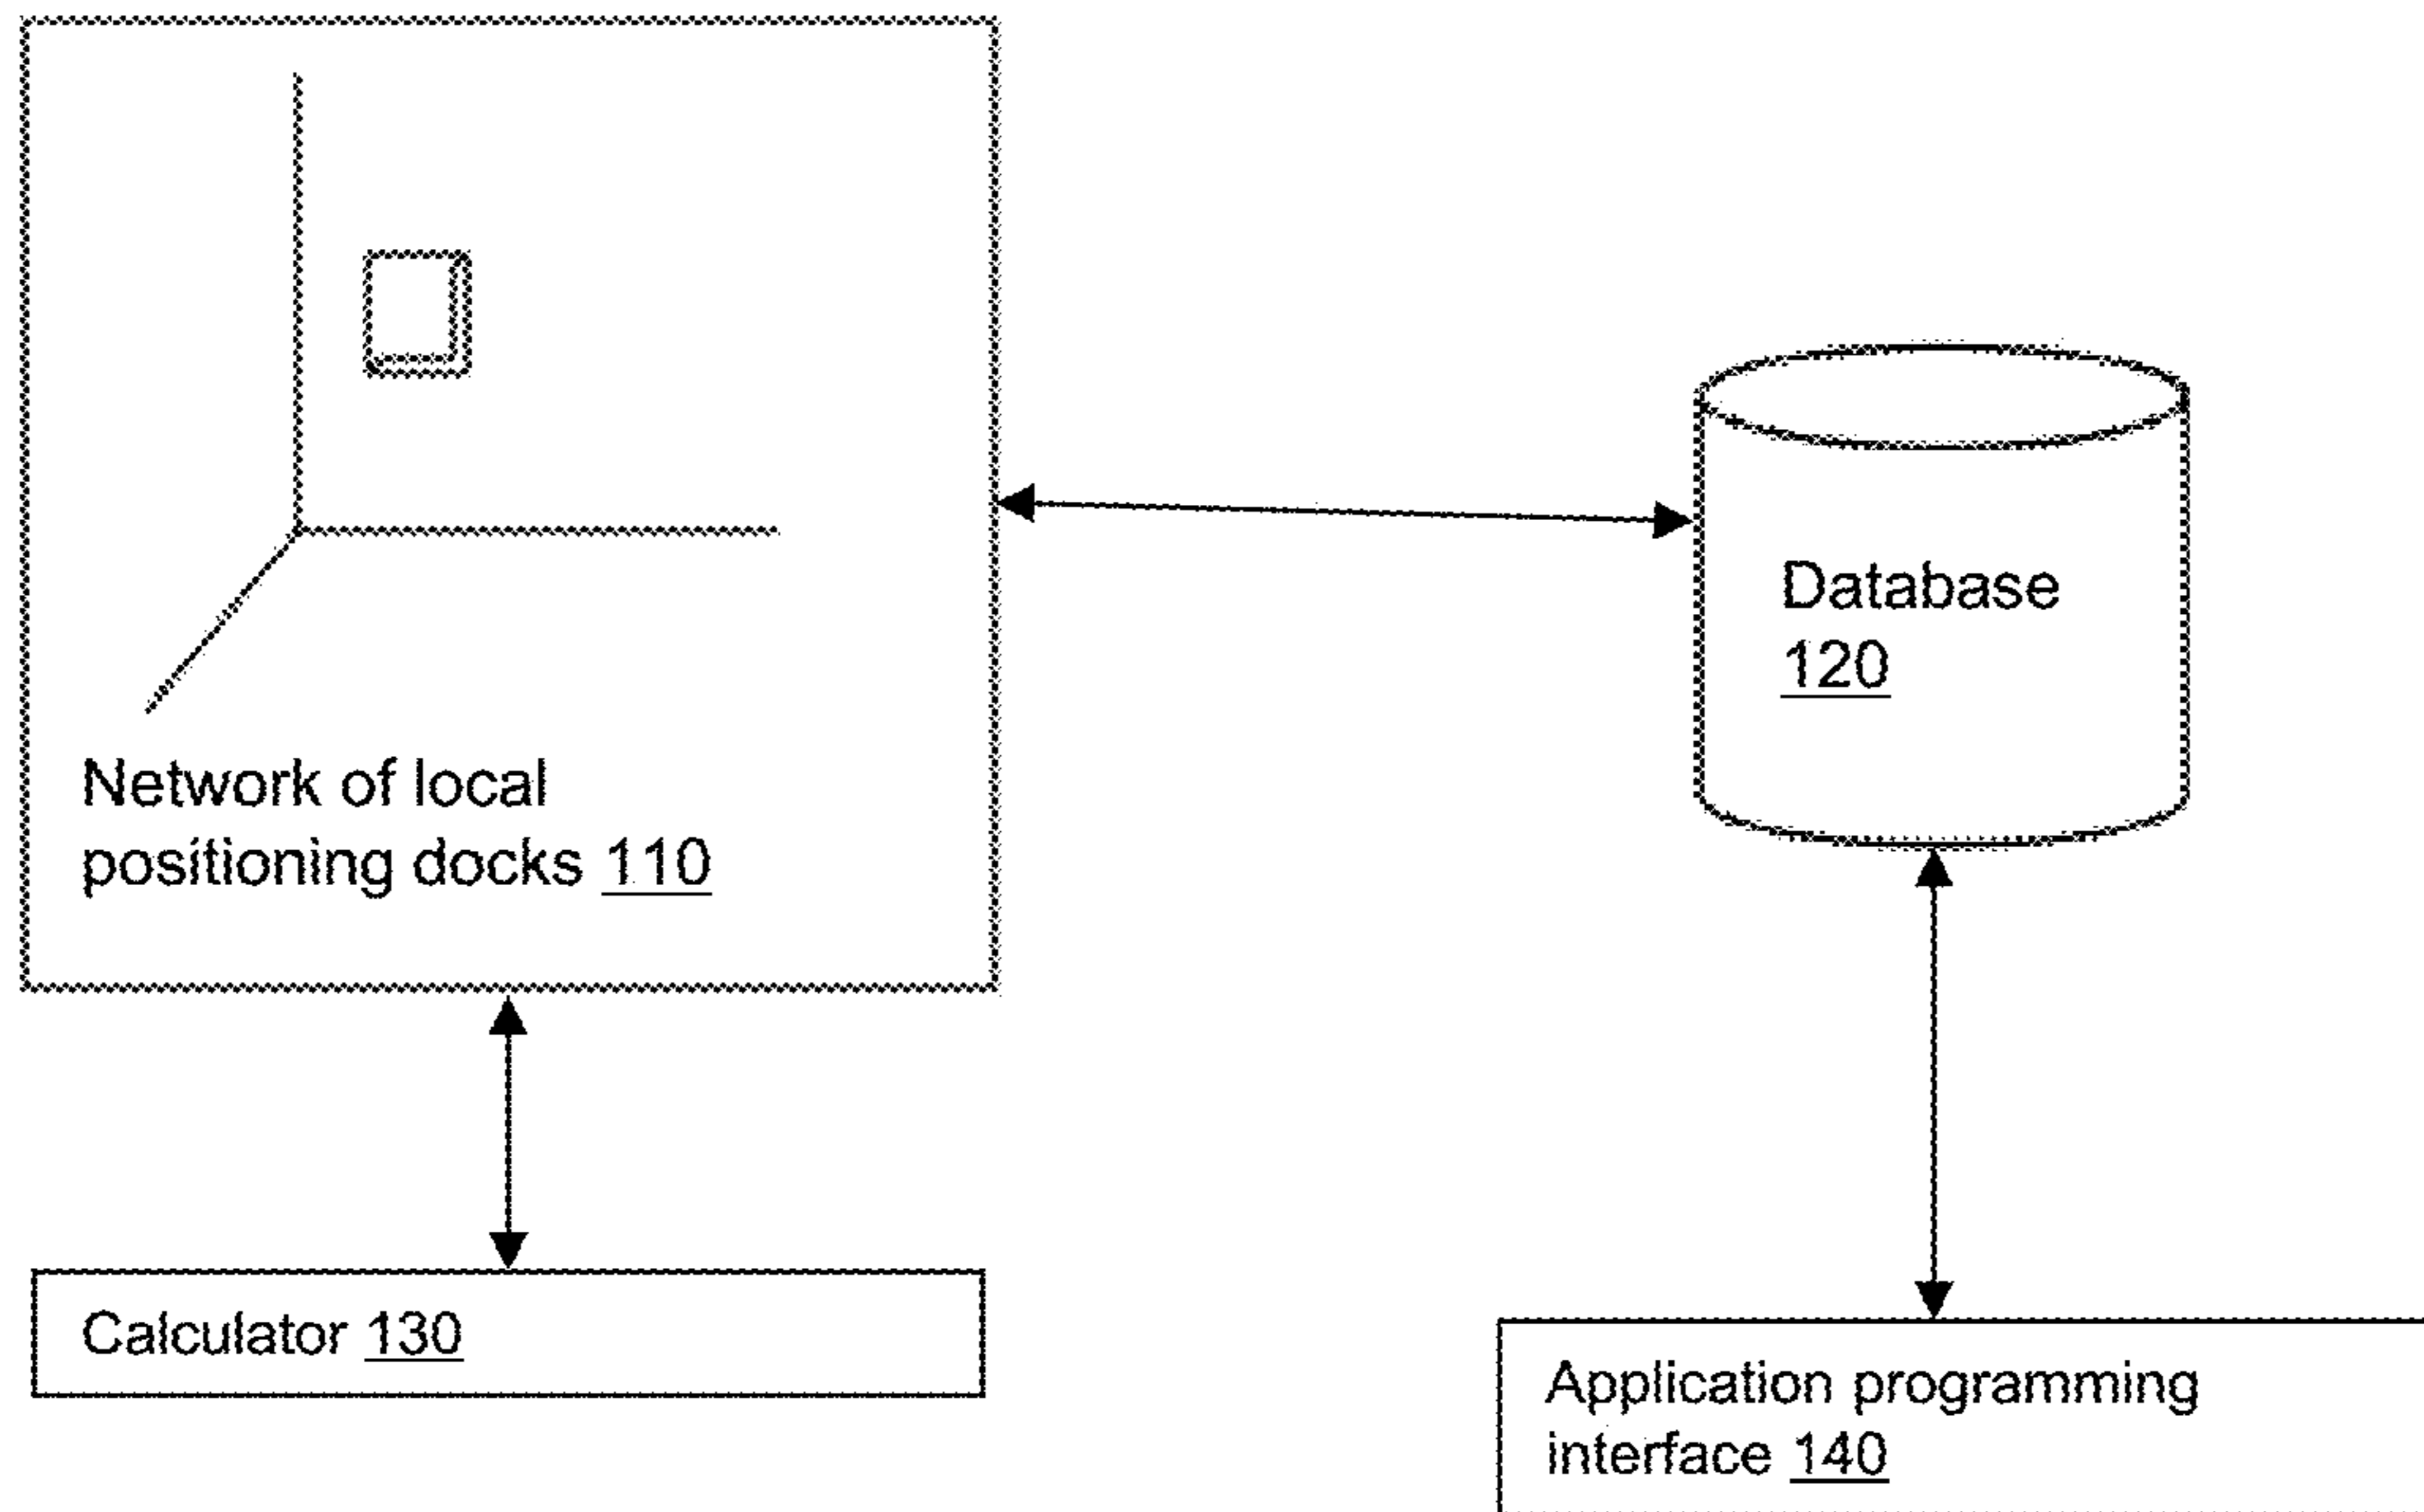 Network of local
positioning docks 110
Database
120
Calculator 130
Application programming
interface 140